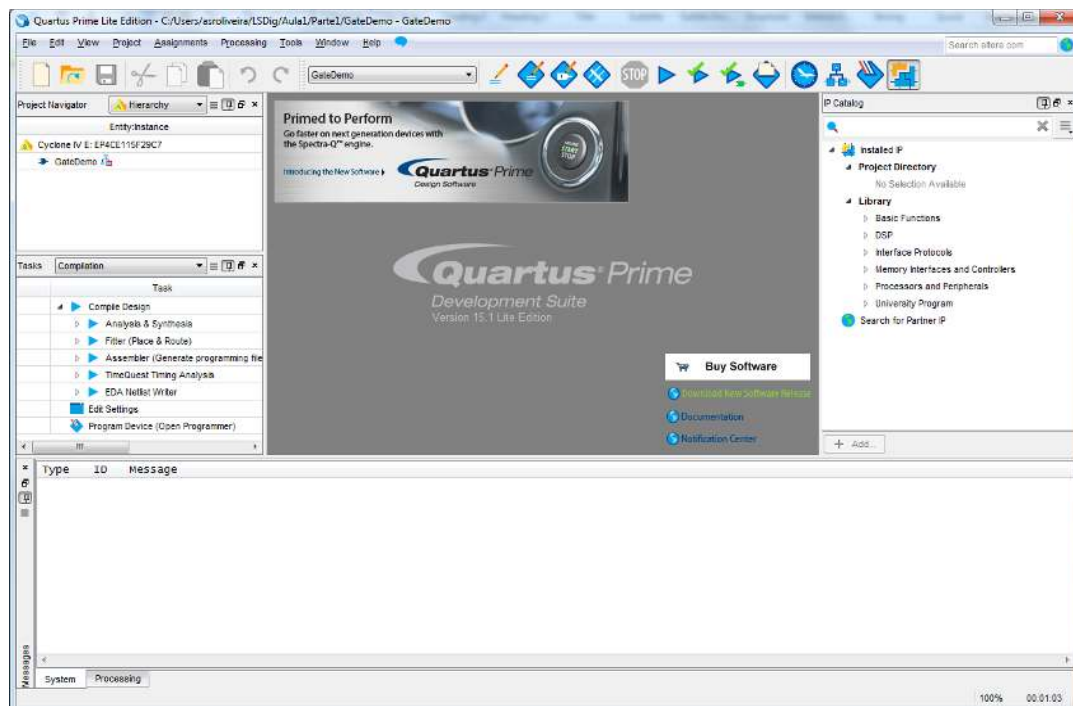 Quartus Prime Lite Edition - C:/Users/asroliveira/LSDig/Aula1/Parte1/GateDemo - GateDemo
File Edit View Project Assignments Processing Tools Window Help
Search altera.com
GateDemo
STOP
Project Navigator
Hierarchy
Entity:Instance
Cyclone IV E: EP4CE115F29C7
GateDemo
Tasks
Compilation
Task
Compile Design
Analysis & Synthesis
Fitter (Place & Route)
Assembler (Generate programming file
TimeQuest Timing Analysis
EDA Netlist Writer
Edit Settings
Program Device (Open Programmer)
Primed to Perform
Go faster on next generation devices with
the Spectra-Q™ engine.
Introducing the New Software
Quartus Prime
Design Software
ENGINE
START
STOP
Quartus Prime
Development Suite
Version 15.1 Lite Edition
Buy Software
Download New Software Release
Documentation
Notification Center
IP Catalog
Installed IP
Project Directory
No Selection Available
Library
Basic Functions
DSP
Interface Protocols
Memory Interfaces and Controllers
Processors and Peripherals
University Program
Search for Partner IP
+ Add...
Type ID Message
Messages
System Processing
100% 00:01:03